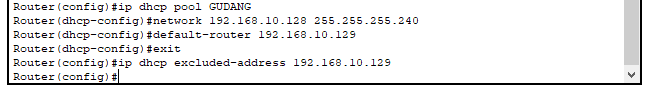 Router(config)#ip dhcp pool GUDANG
Router(dhcp-config)#network 192.168.10.128 255.255.255.240
Router(dhcp-config)#default-router 192.168.10.129
Router(dhcp-config)#exit
Router(config)#ip dhcp excluded-address 192.168.10.129
Router(config)#